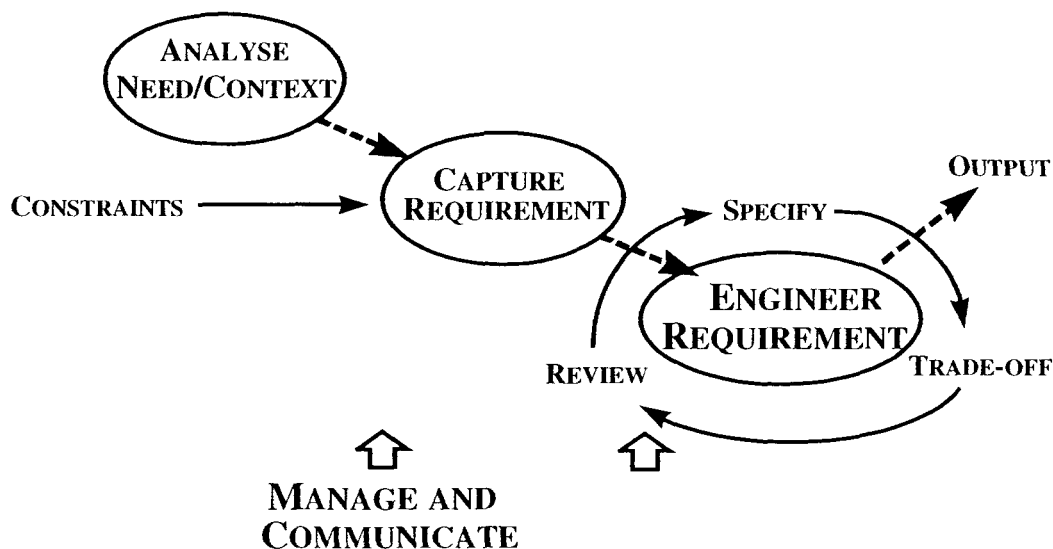 ANALYSE
NEED/CONTEXT
CAPTURE
REQUIREMENT
CONSTRAINTS
OUTPUT
SPECIFY
ENGINEER
REQUIREMENT
REVIEW
TRADE-OFF
MANAGE AND
COMMUNICATE